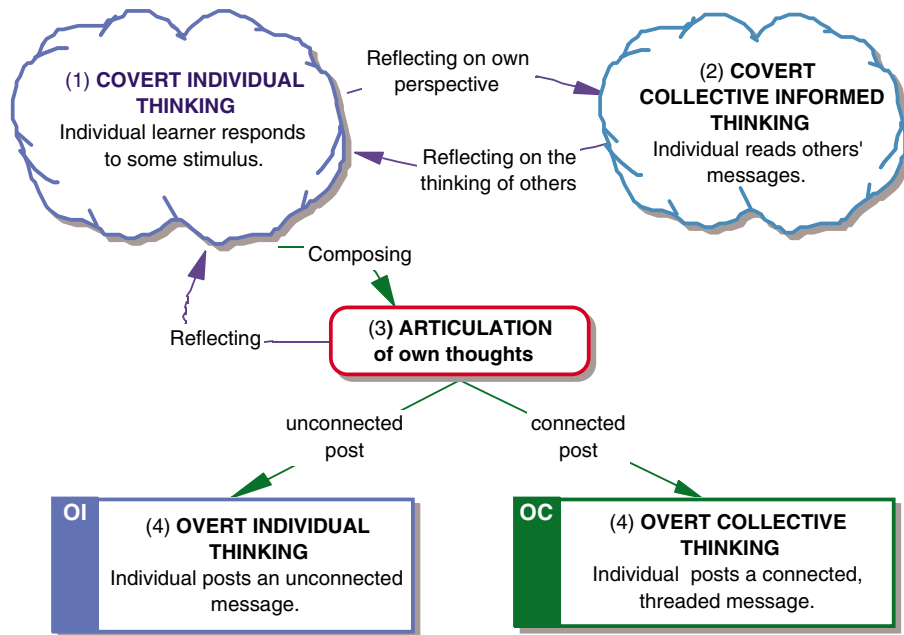 (1) COVERT INDIVIDUAL
THINKING
Individual learner responds
to some stimulus.
Reflecting on own
perspective
(2) COVERT
COLLECTIVE INFORMED
THINKING
Individual reads others'
messages.
Reflecting on the
thinking of others
Composing
Reflecting
(3) ARTICULATION
of own thoughts
unconnected
post
connected
post
OI
(4) OVERT INDIVIDUAL
THINKING
Individual posts an unconnected
message.
OC
(4) OVERT COLLECTIVE
THINKING
Individual posts a connected,
threaded message.